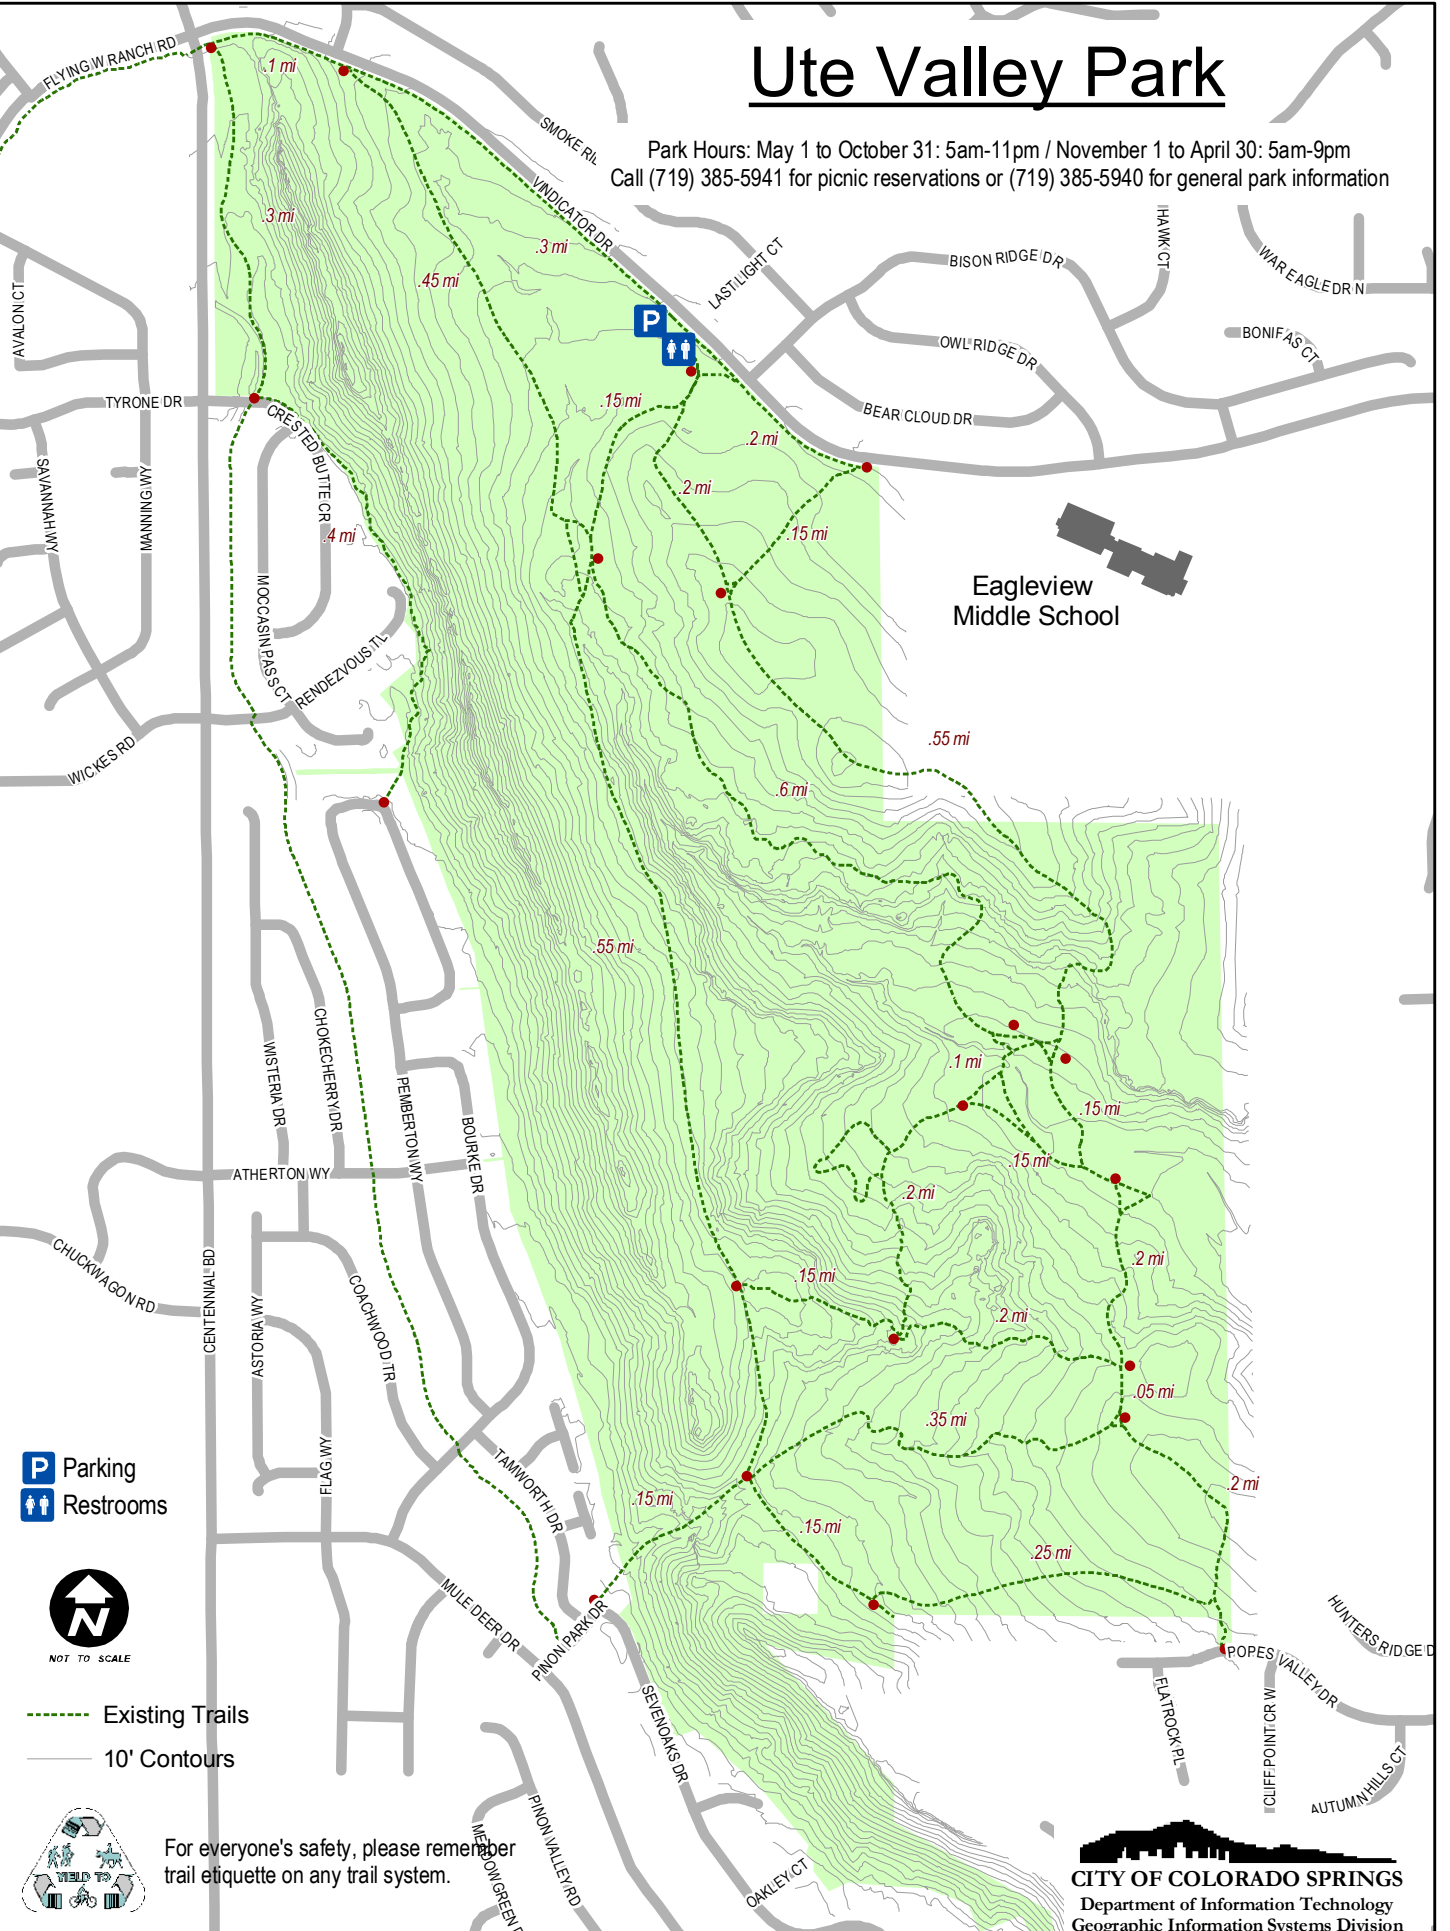 Ute Valley Park
Park Hours: May 1 to October 31: 5am-11pm / November 1 to April 30: 5am-9pm
Call (719) 385-5941 for picnic reservations or (719) 385-5940 for general park information
FLYING W RANCH RD
.1 mi
SMOKE
VINDICATOR DR
.3 mi
.3 mi
.45 mi
LAST LIGHT CT
BISON RIDGE DR
HAWK CT
WAR EAGLE DR N
BONIFAS CT
OWL RIDGE DR
BEAR CLOUD DR
AVALON CT
P
TYRONE DR
CRESTED BUTTE CR
.15 mi
.2 mi
.2 mi
.15 mi
SAVANNAH WY
MANNING WY
.4 mi
MOCCASIN PASS CT
RENDEZVOUS TL
WICKES RD
Eagleview
Middle School
.55 mi
.6 mi
.55 mi
WISTERIA DR
CHOKECHERRY DR
PEMBERTON WY
BOURKE DR
.1 mi
.15 mi
.15 mi
ATHERTON WY
.2 mi
CHUCKWAGON RD
CENTENNIAL BD
ASTORIA WY
COACHWOOD TR
.15 mi
.2 mi
.2 mi
.05 mi
.35 mi
FLAG WY
TAMWORTH DR
.15 mi
.15 mi
.2 mi
.25 mi
P Parking
Restrooms
N
NOT TO SCALE
MULE DEER DR
PINON PARK DR
SEVENOAKS DR
HUNTERS RIDGE D
POPES VALLEY DR
FLATROCK PL
CLIFF POINT CR W
AUTUMN HILLS CT
Existing Trails
10' Contours
PINON VALLEY RD
MEADOWGREEN
OAKLEY CT
YIELD TO
For everyone's safety, please remember
trail etiquette on any trail system.
CITY OF COLORADO SPRINGS
Department of Information Technology
Geographic Information Systems Division